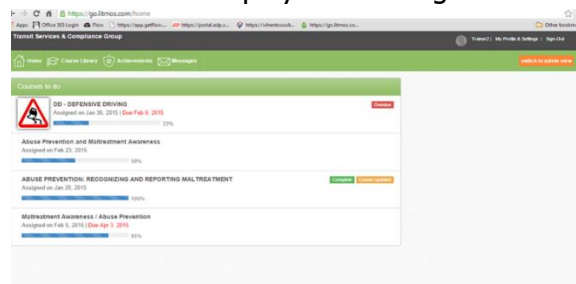 https://go.litmos.com/home
Apps Office 365 Login Flow https://app.getflow.... https://portal.adp.c... https://vherntswork.. https://go.litmos.co...
Other bookm
Transit Services & Compliance Group
Trainer2 | My Profile & Settings | Sign-Out
Home Course Library Achievements Messages
switch to admin view
Courses to do
DD - DEFENSIVE DRIVING
Overdue
Assigned on Jan 30, 2015 | Due Feb 6, 2015
33%
Abuse Prevention and Maltreatment Awareness
Assigned on Feb 23, 2015
50%
ABUSE PREVENTION: RECOGNIZING AND REPORTING MALTREATMENT
Complete Course updated
Assigned on Jan 20, 2015
100%
Maltreatment Awareness / Abuse Prevention
Assigned on Feb 5, 2015 | Due Apr 3, 2015
81%